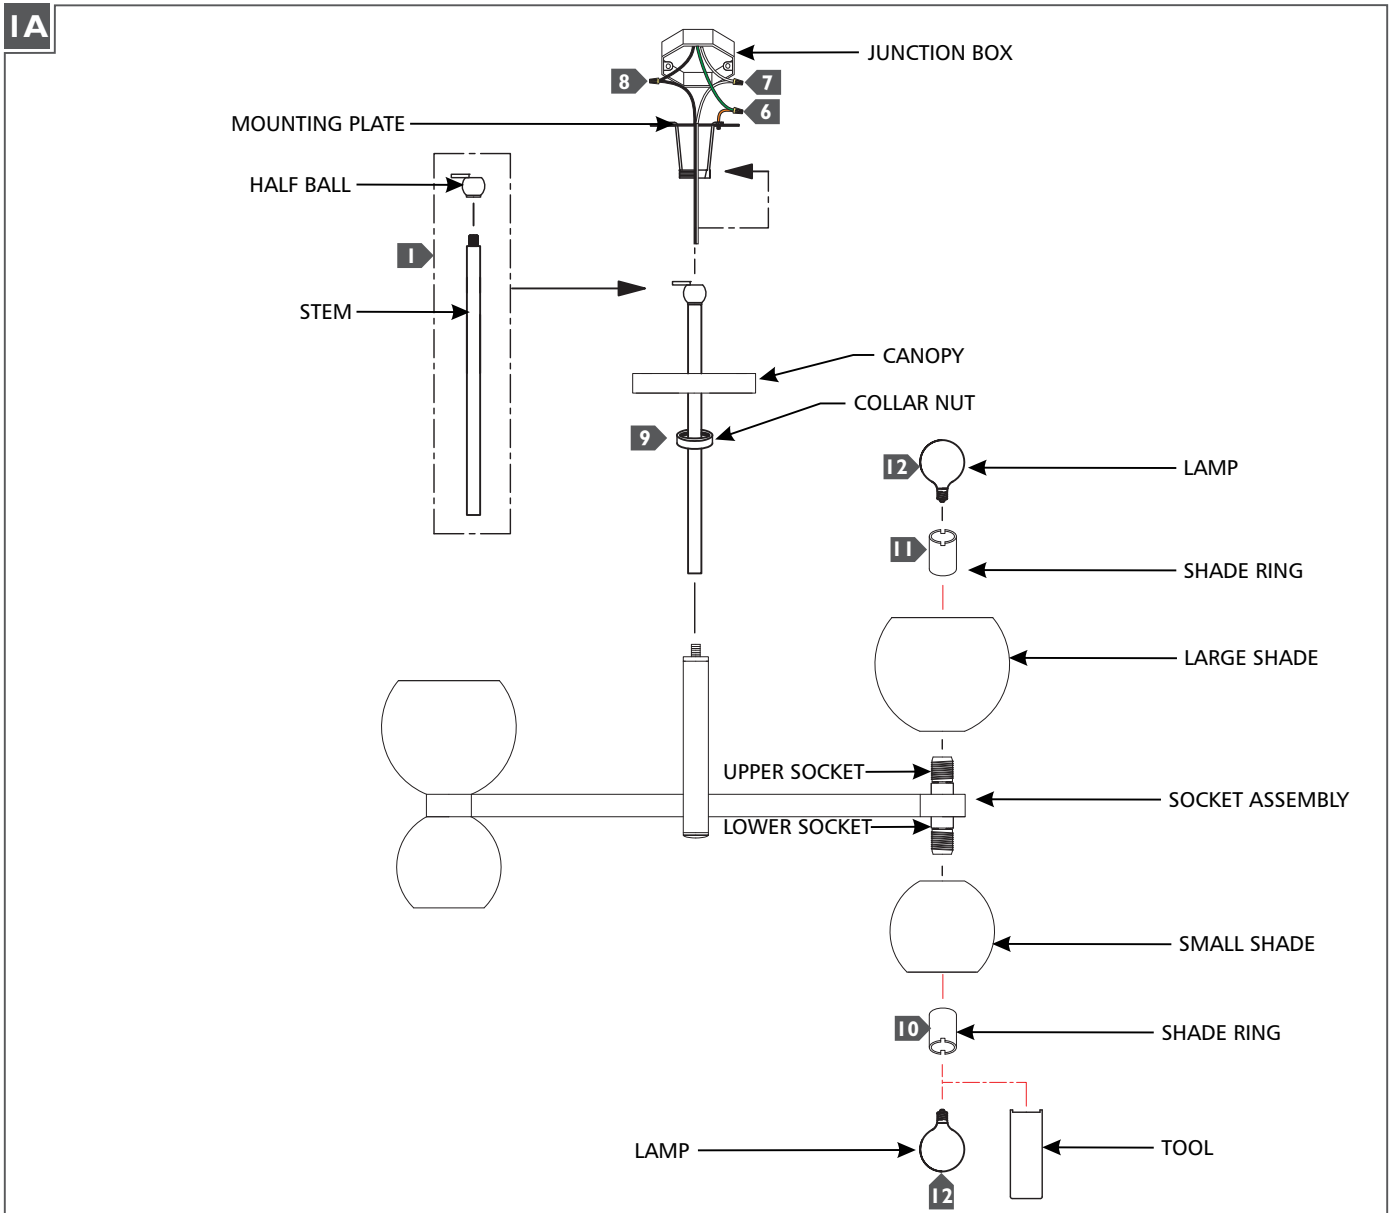 1A
JUNCTION BOX
8
7
6
MOUNTING PLATE
HALF BALL
1
STEM
CANOPY
COLLAR NUT
9
12
LAMP
11
SHADE RING
LARGE SHADE
UPPER SOCKET
SOCKET ASSEMBLY
LOWER SOCKET
SMALL SHADE
10
SHADE RING
LAMP
TOOL
12